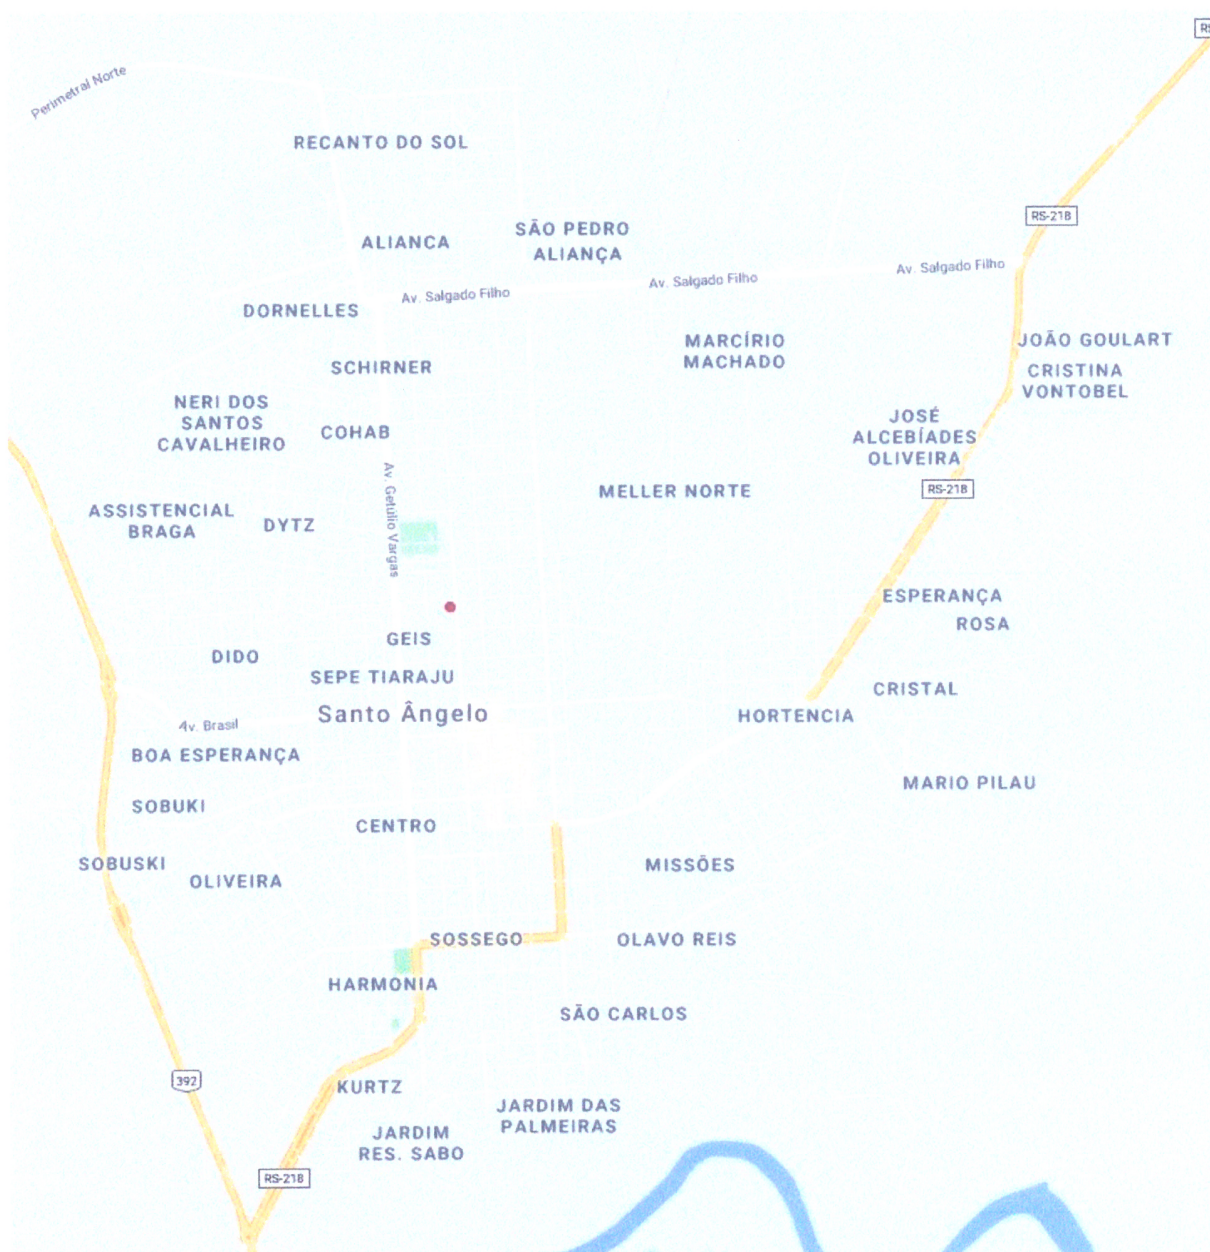 RS
Perimetral Norte
RECANTO DO SOL
RS-218
SÃO PEDRO
ALIANÇA
ALIANCA
Av. Salgado Filho
Av. Salgado Filho
Av. Salgado Filho
DORNELLES
MARCÍRIO
MACHADO
JOÃO GOULART
SCHIRNER
CRISTINA
VONTOBEL
NERI DOS
SANTOS
CAVALHEIRO
COHAB
JOSÉ
ALCEBÍADES
OLIVEIRA
Av. Getúlio Vargas
MELLER NORTE
RS-218
ASSISTENCIAL
BRAGA
DYTZ
ESPERANÇA
ROSA
GEIS
DIDO
SEPE TIARAJU
CRISTAL
Santo Ângelo
HORTENCIA
Av. Brasil
BOA ESPERANÇA
MARIO PILAU
SOBUKI
CENTRO
SOBUSKI
OLIVEIRA
MISSÕES
SOSSEGO
OLAVO REIS
HARMONIA
SÃO CARLOS
392
KURTZ
JARDIM DAS
PALMEIRAS
JARDIM
RES. SABO
RS-218